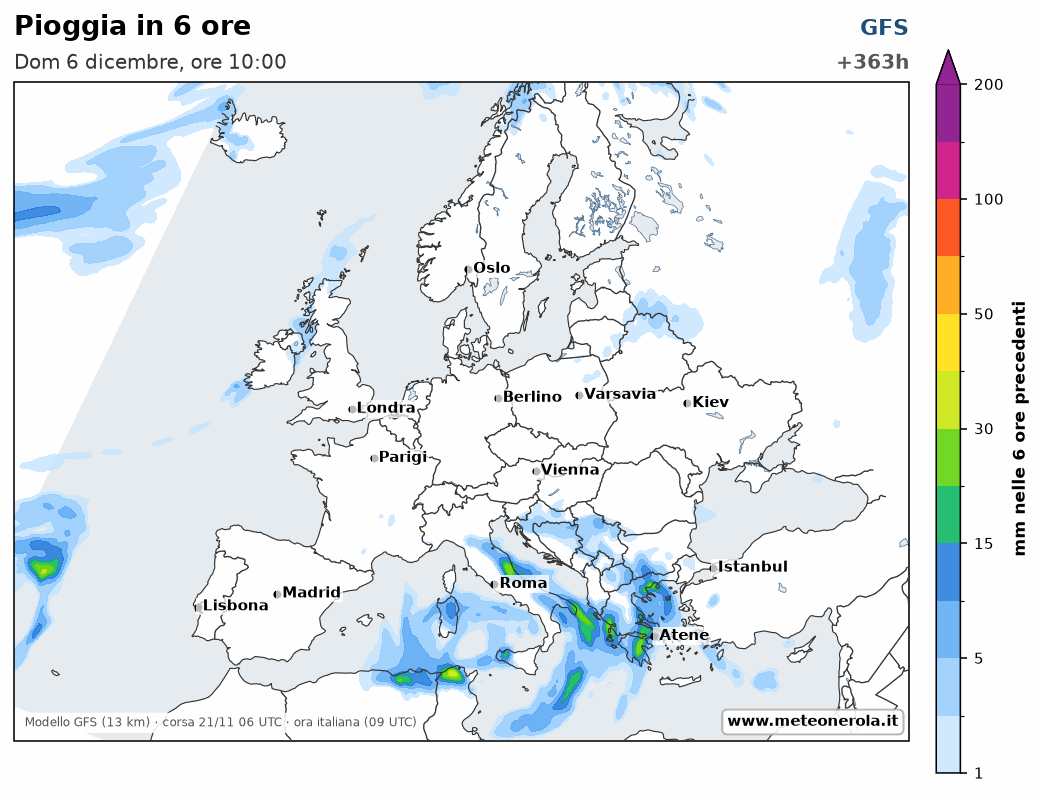 Pioggia in 6 ore
GFS
Dom 6 dicembre, ore 10:00
+363h
200
100
50
30
15
5
1
mm nelle 6 ore precedenti
Oslo
Berlino
Varsavia
Kiev
Londra
Parigi
Vienna
Istanbul
Roma
Madrid
Lisbona
Atene
Modello GFS (13 km) · corsa 21/11 06 UTC · ora italiana (09 UTC)
www.meteonerola.it